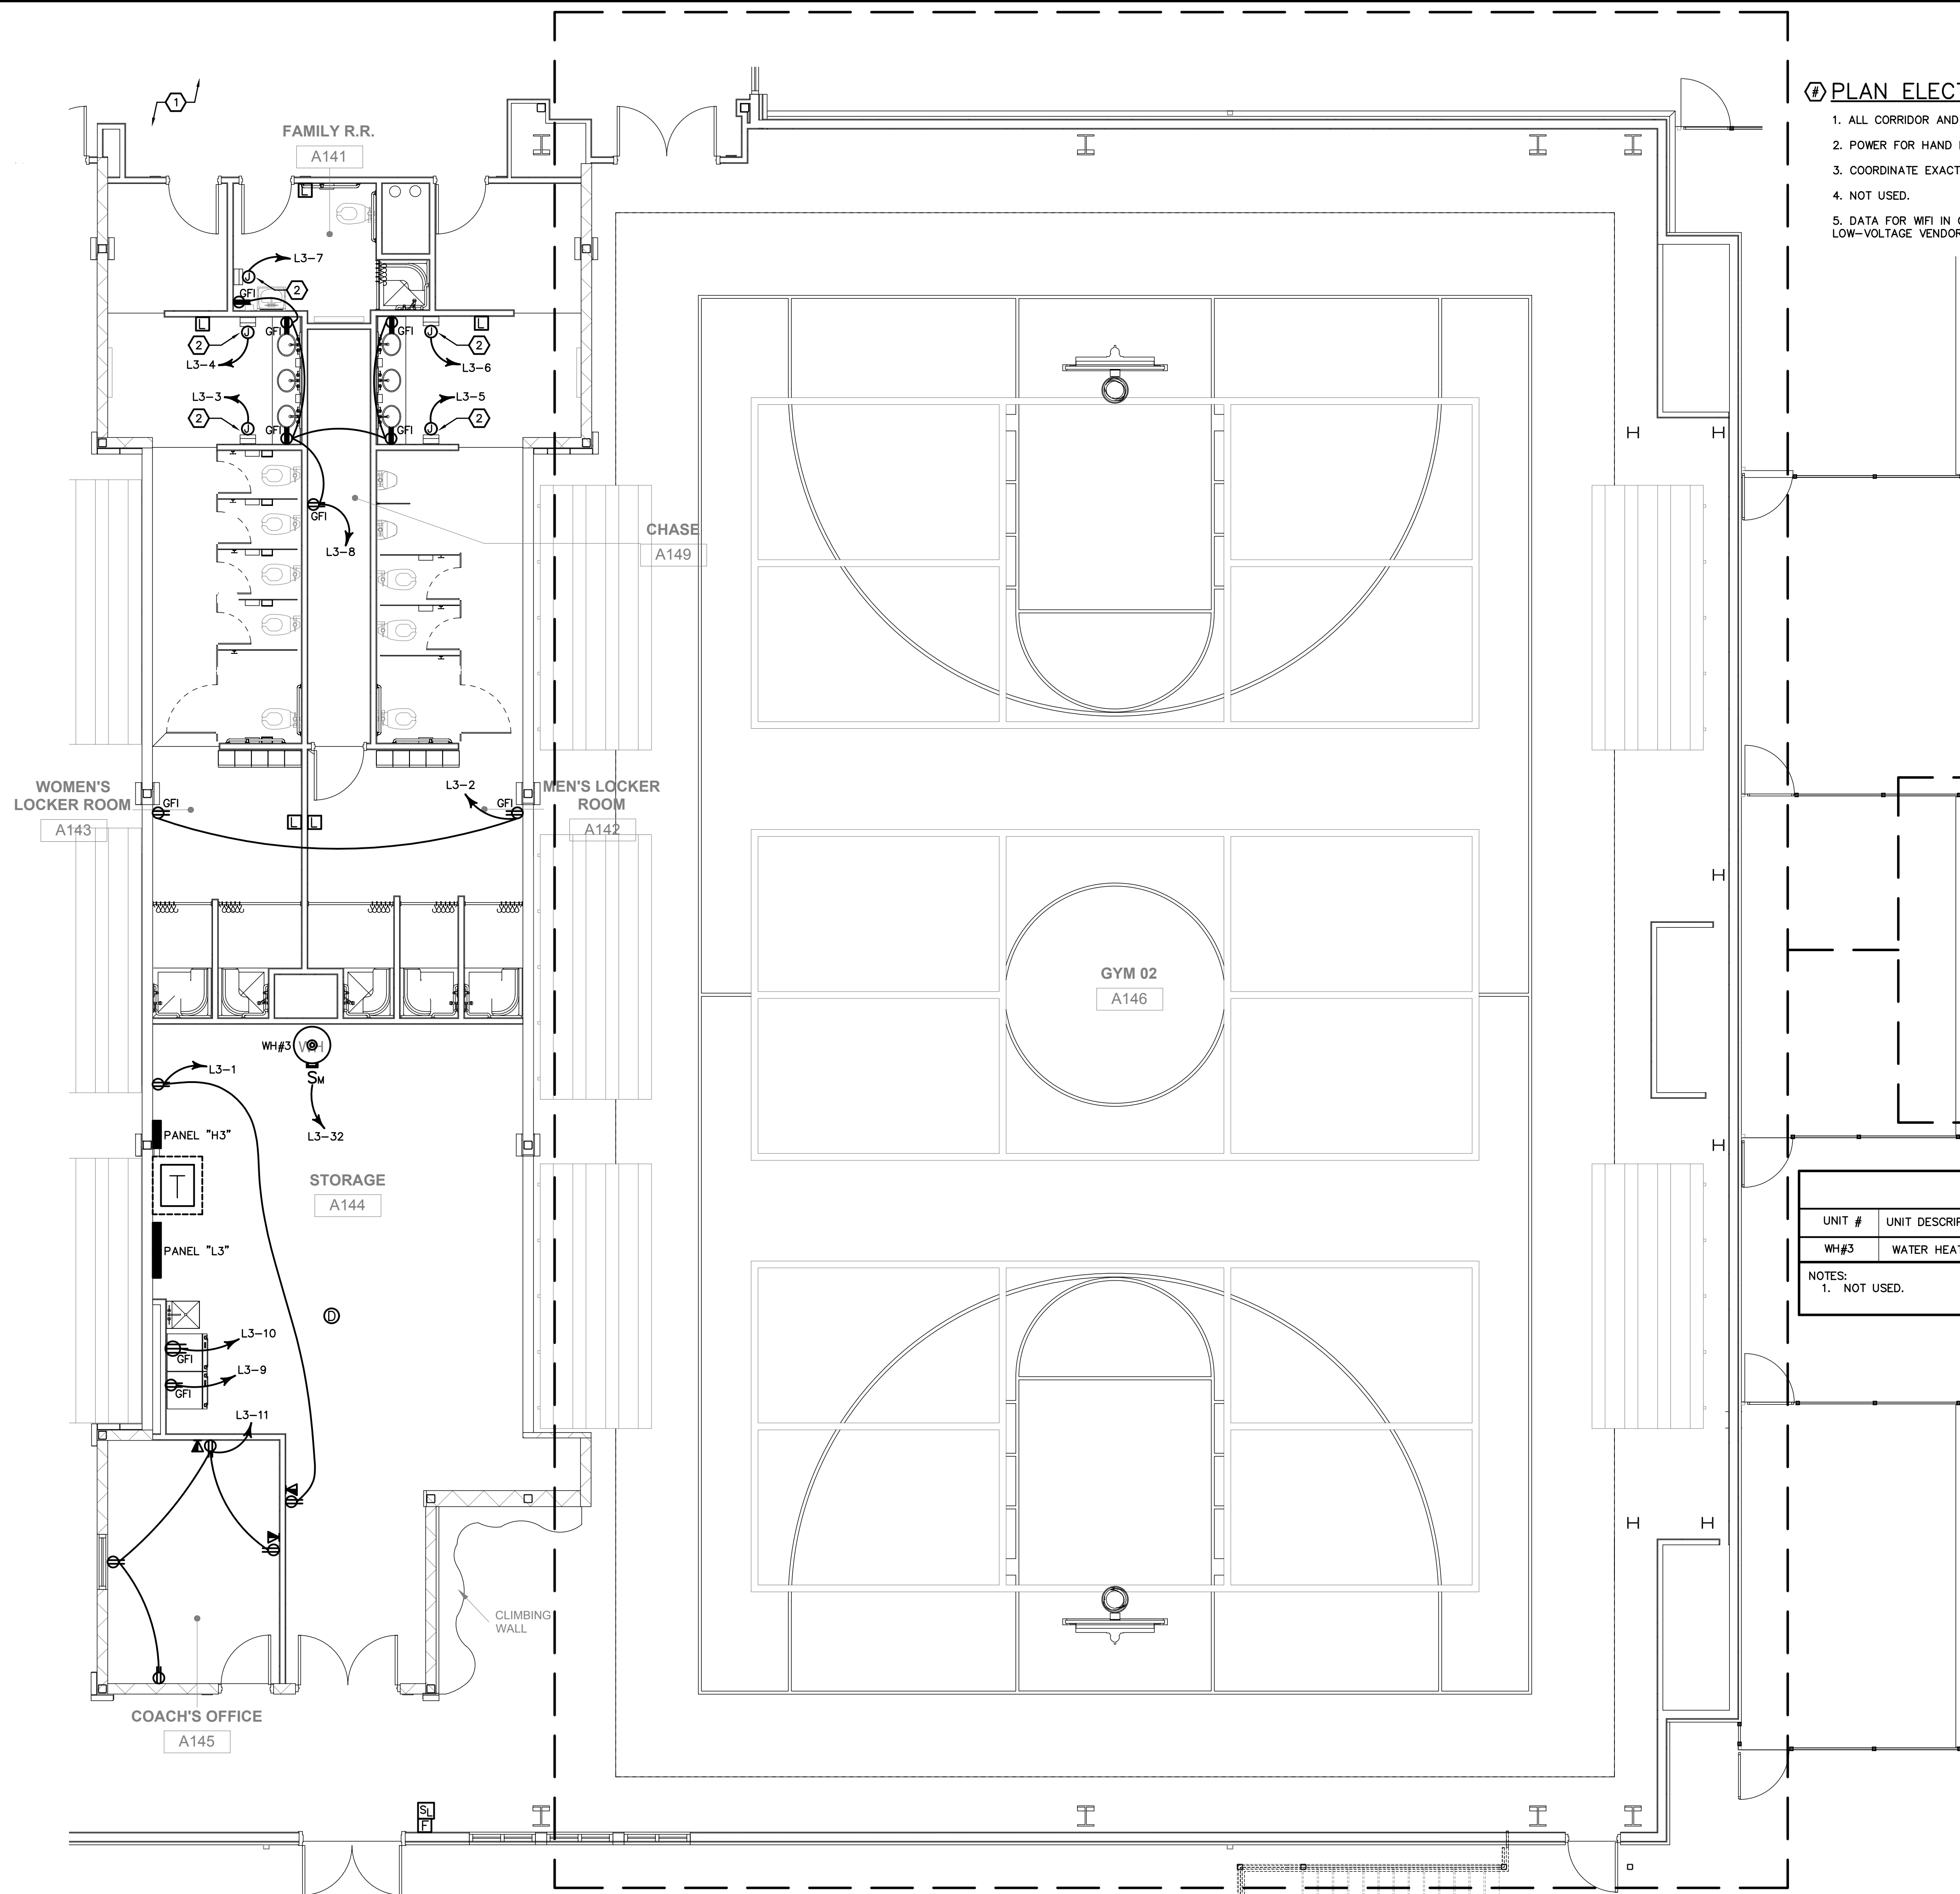 1
FAMILY R.R.
A141
L
L3-7
J
2
GFI
L
J
GFI
GFI
J
L
2
2
L3-4
L3-6
L3-3
L3-5
2
J
GFI
GFI
J
2
GFI
L3-8
CHASE
A149
WOMEN'S
LOCKER ROOM
A143
GFI
L3-2
GFI
MEN'S LOCKER
ROOM
A142
L
L
GYM 02
A146
WH#3
WH
SM
L3-1
L3-32
PANEL "H3"
T
STORAGE
A144
PANEL "L3"
D
L3-10
GFI
L3-9
GFI
L3-11
CLIMBING
WALL
COACH'S OFFICE
A145
SL
F
# PLAN ELECT
1. ALL CORRIDOR AND
2. POWER FOR HAND
3. COORDINATE EXACT
4. NOT USED.
5. DATA FOR WIFI IN
LOW-VOLTAGE VENDOR
UNIT # UNIT DESCRIP
WH#3 WATER HEAT
NOTES:
1. NOT USED.